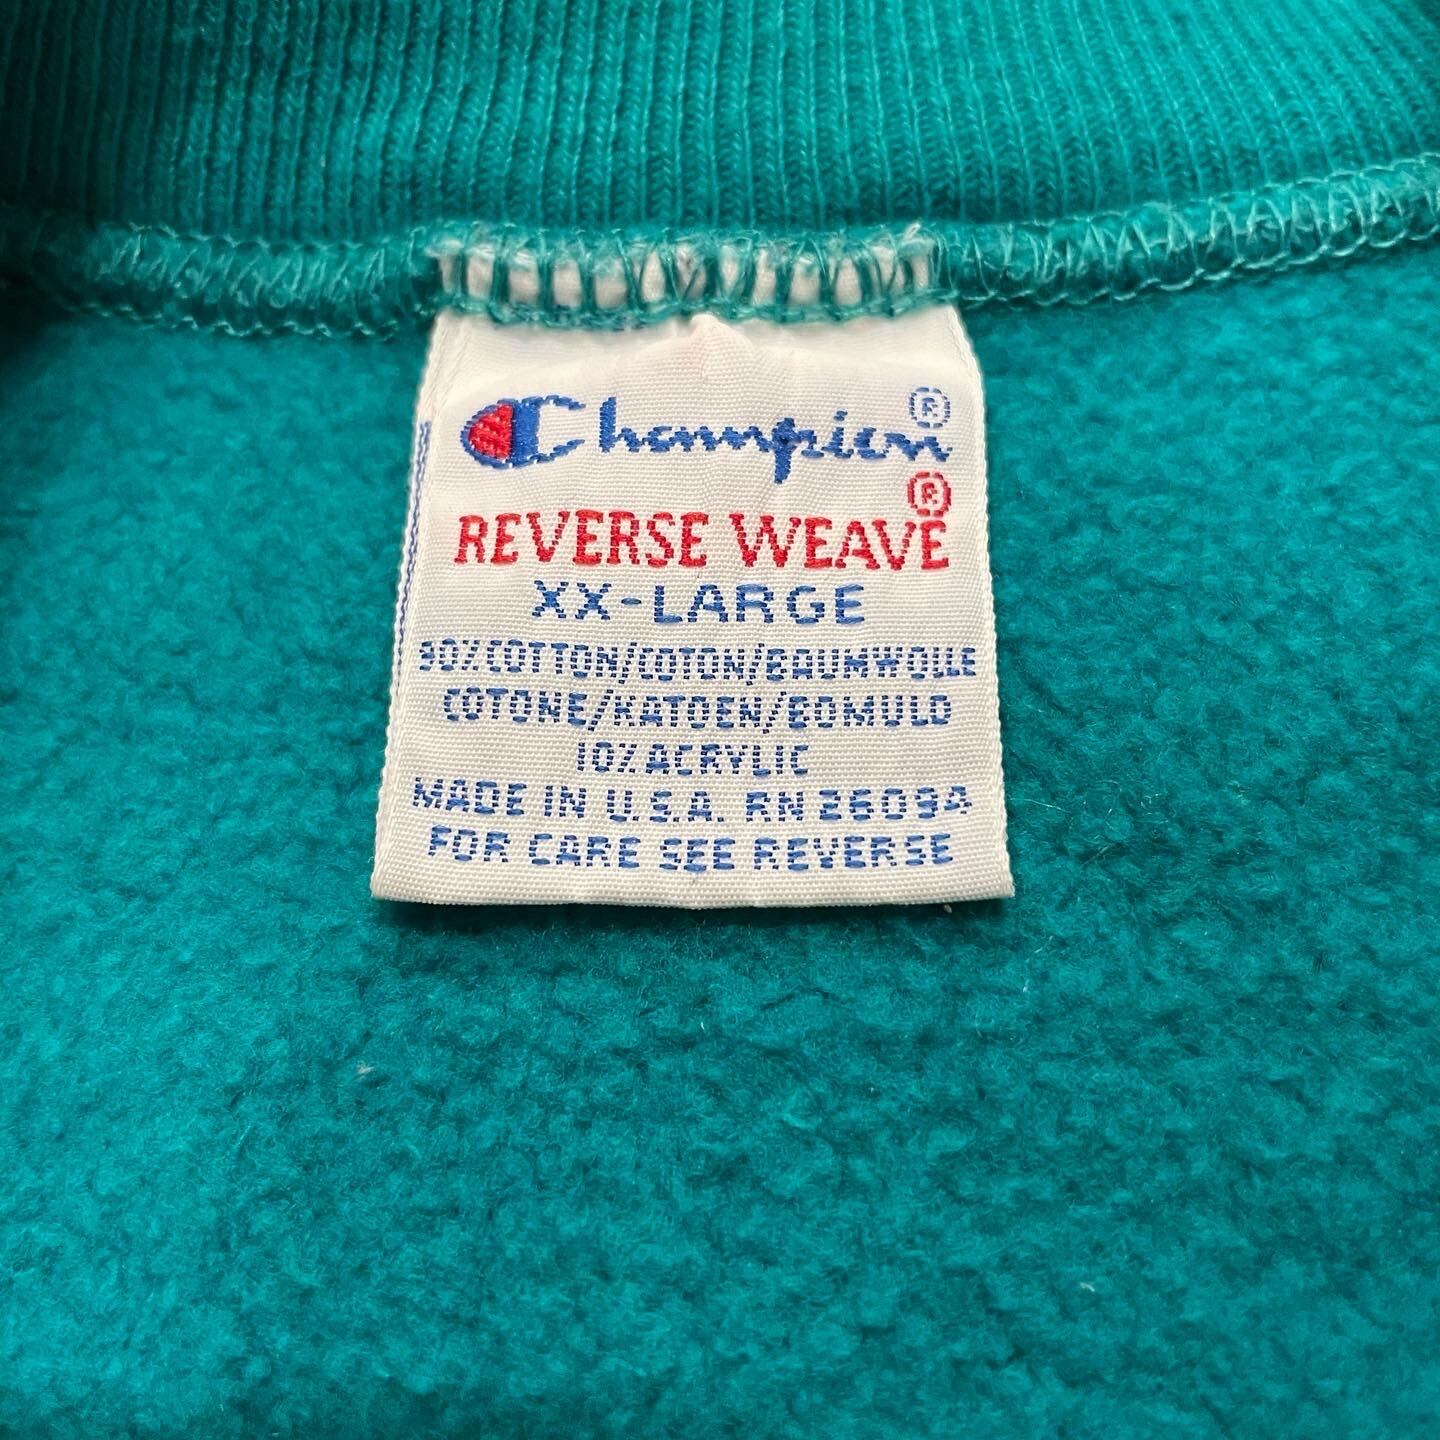 Champion®
REVERSE WEAVE®
XX-LARGE
90%COTTON/COTON/BAUMWOLLE
COTONE/KATOEN/BOMULD
10%ACRYLIC
MADE IN U.S.A. RN 26094
FOR CARE SEE REVERSE